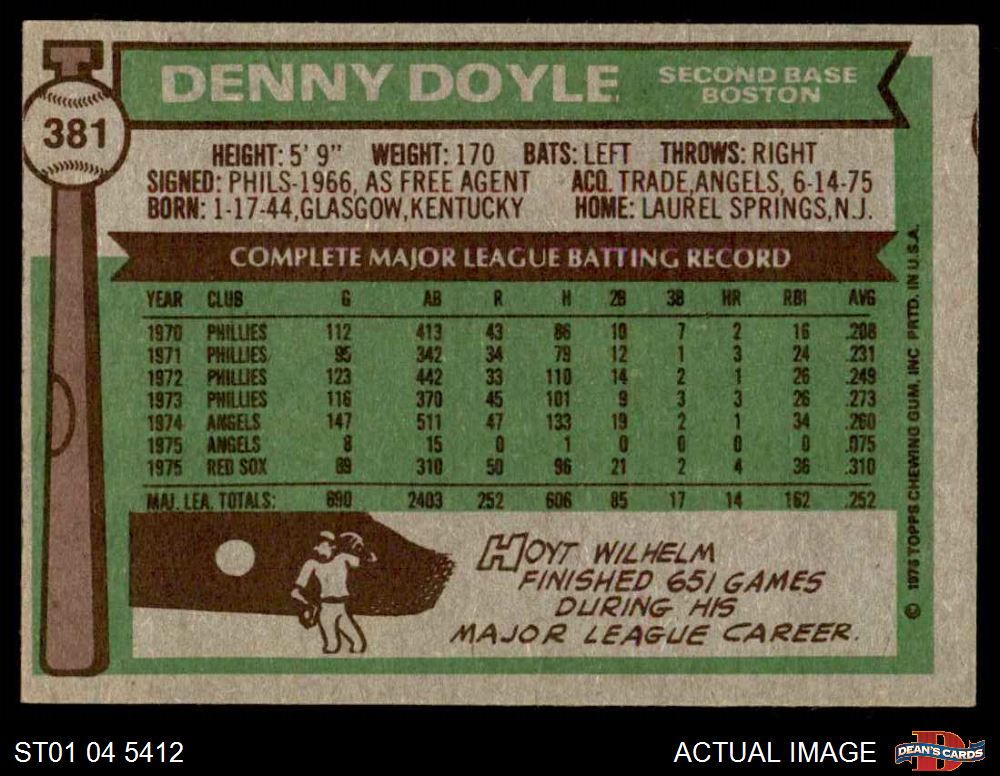 381
DENNY DOYLE
SECOND BASE
BOSTON
HEIGHT: 5' 9" WEIGHT: 170 BATS: LEFT THROWS: RIGHT
SIGNED: PHILS-1966, AS FREE AGENT ACQ. TRADE, ANGELS, 6-14-75
BORN: 1-17-44, GLASGOW, KENTUCKY HOME: LAUREL SPRINGS, N.J.
COMPLETE MAJOR LEAGUE BATTING RECORD
YEAR CLUB G AB R H 2B 3B HR RBI AVG
1970 PHILLIES 112 413 43 86 10 7 2 16 .208
1971 PHILLIES 95 342 34 79 12 1 3 24 .231
1972 PHILLIES 123 442 33 110 14 2 1 26 .249
1973 PHILLIES 116 370 45 101 9 3 3 26 .273
1974 ANGELS 147 511 47 133 19 2 1 34 .260
1975 ANGELS 8 15 0 1 0 0 0 0 .075
1975 RED SOX 89 310 50 96 21 2 4 36 .310
MAJ. LEA. TOTALS: 690 2403 252 606 85 17 14 162 .252
HOYT WILHELM
FINISHED 651 GAMES
DURING HIS
MAJOR LEAGUE CAREER.
© 1976 TOPPS CHEWING GUM, INC PRTD. IN U.S.A.
ST01 04 5412
ACTUAL IMAGE
DEAN'S CARDS